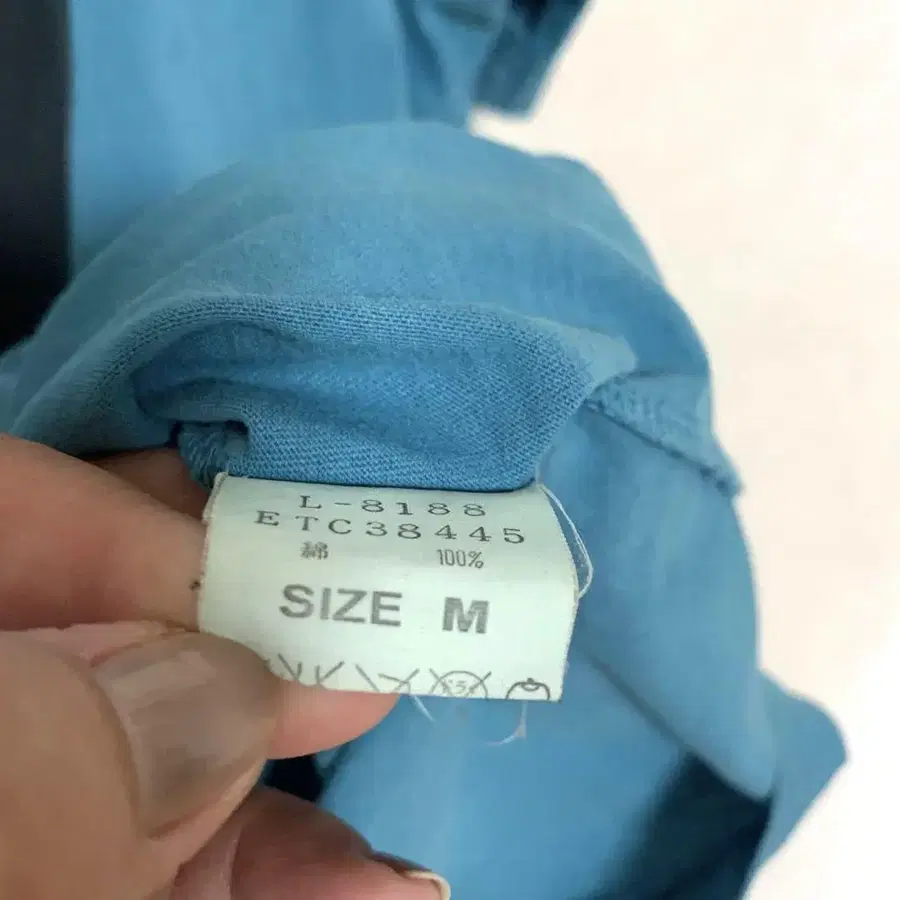 L-8188
ETC38445
綿 100%
SIZE M